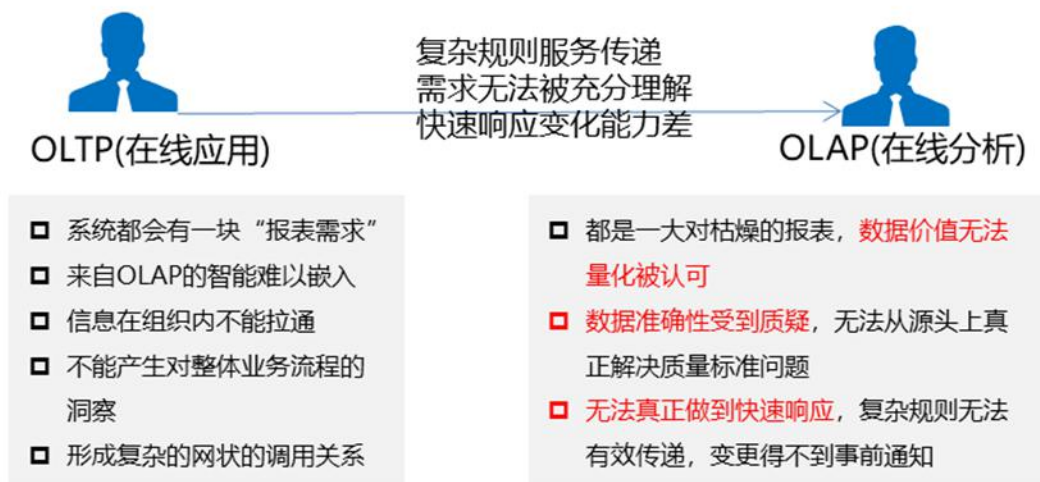 复杂规则服务传递
需求无法被充分理解
快速响应变化能力差
OLTP(在线应用)
OLAP(在线分析)
系统都会有一块“报表需求”
来自OLAP的智能难以嵌入
信息在组织内不能拉通
不能产生对整体业务流程的
洞察
形成复杂的网状的调用关系
都是一大对枯燥的报表，数据价值无法
量化被认可
数据准确性受到质疑，无法从源头上真
正解决质量标准问题
无法真正做到快速响应，复杂规则无法
有效传递，变更得不到事前通知